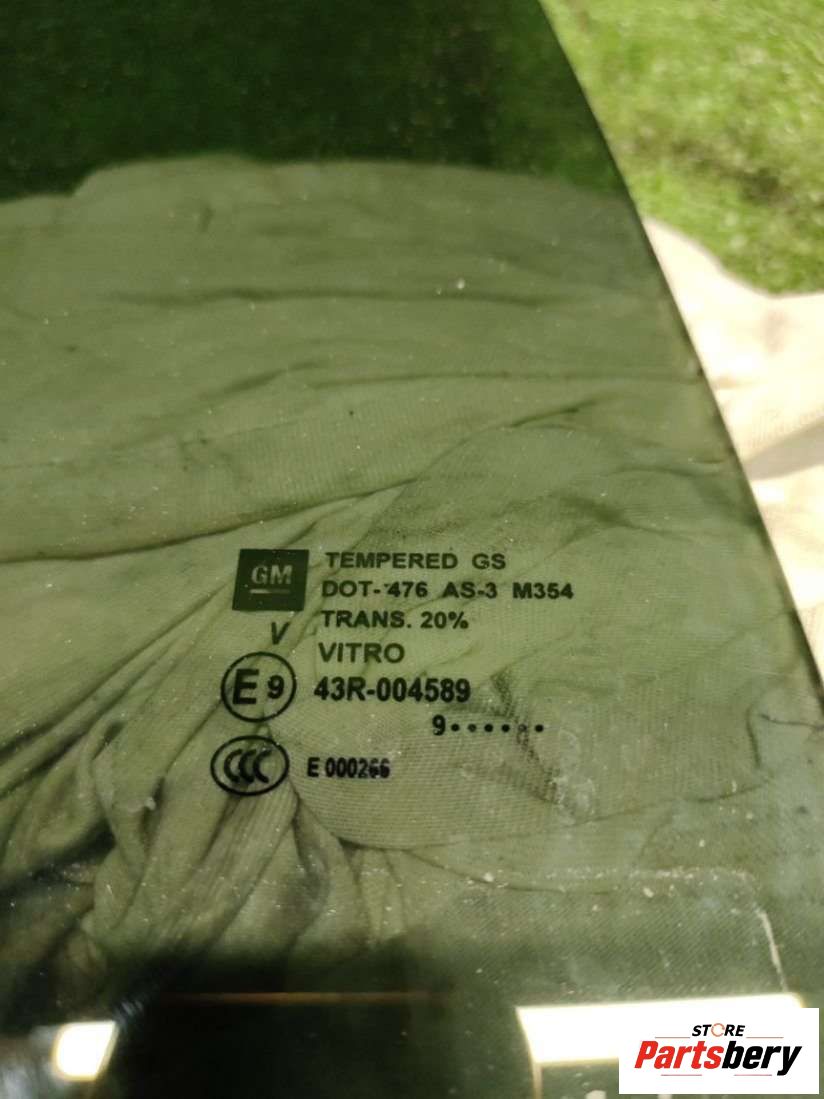 GM
TEMPERED GS
DOT-476 AS-3 M354
TRANS. 20%
V
VITRO
E9 43R-004589
9••••••
CCC E 000266
STORE
Partsbery